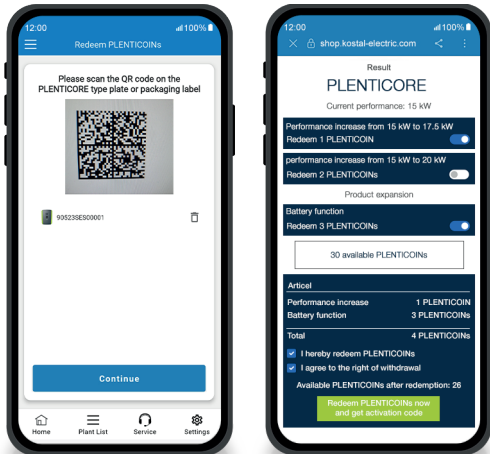 12:00
100%
Redeem PLENTICOINs
Please scan the QR code on the
PLENTICORE type plate or packaging label
90523SES00001
Continue
Home
Plant List
Service
Settings
12:00
100%
shop.kostal-electric.com
Result
PLENTICORE
Current performance: 15 kW
Performance increase from 15 kW to 17.5 kW
Redeem 1 PLENTICOIN
performance increase from 15 kW to 20 kW
Redeem 2 PLENTICOINs
Product expansion
Battery function
Redeem 3 PLENTICOINs
30 available PLENTICOINs
Articel
Performance increase 1 PLENTICOIN
Battery function 3 PLENTICOINs
Total 4 PLENTICOINs
I hereby redeem PLENTICOINs
I agree to the right of withdrawal
Available PLENTICOINs after redemption: 26
Redeem PLENTICOINs now
and get activation code